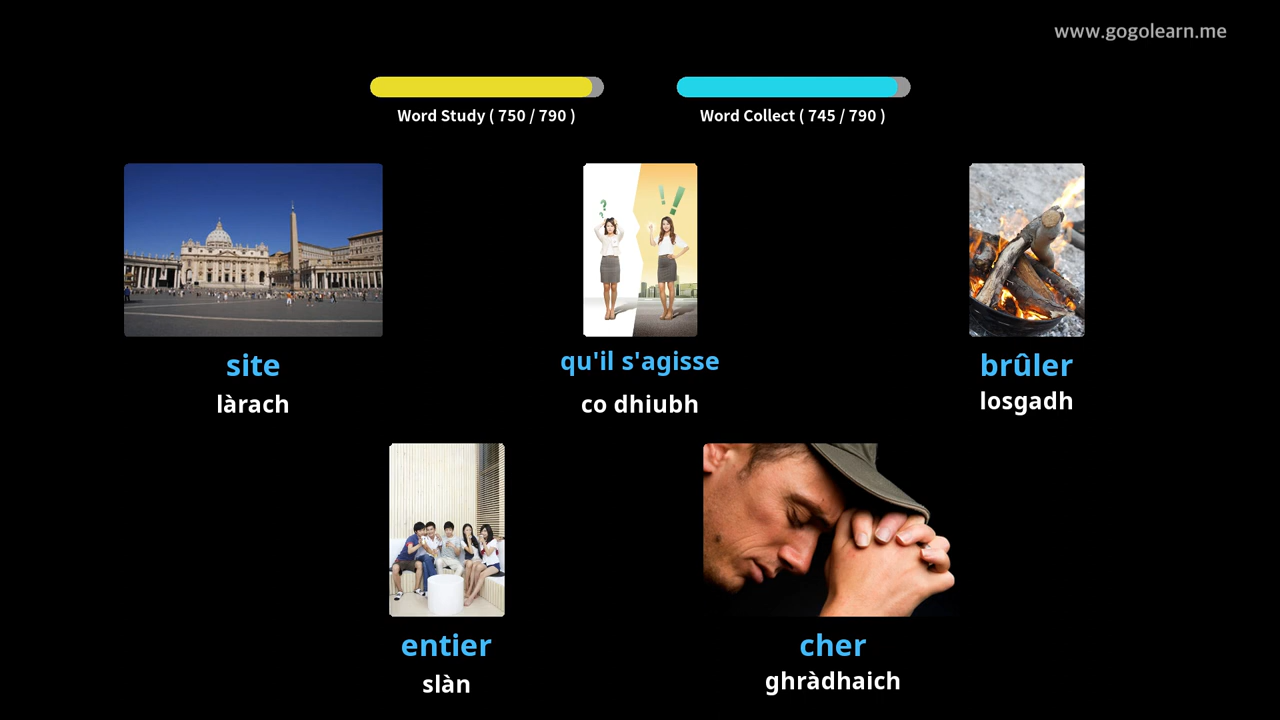 www.gogolearn.me
Word Study ( 750 / 790 )
Word Collect ( 745 / 790 )
site
làrach
qu'il s'agisse
co dhiubh
brûler
losgadh
entier
slàn
cher
ghràdhaich